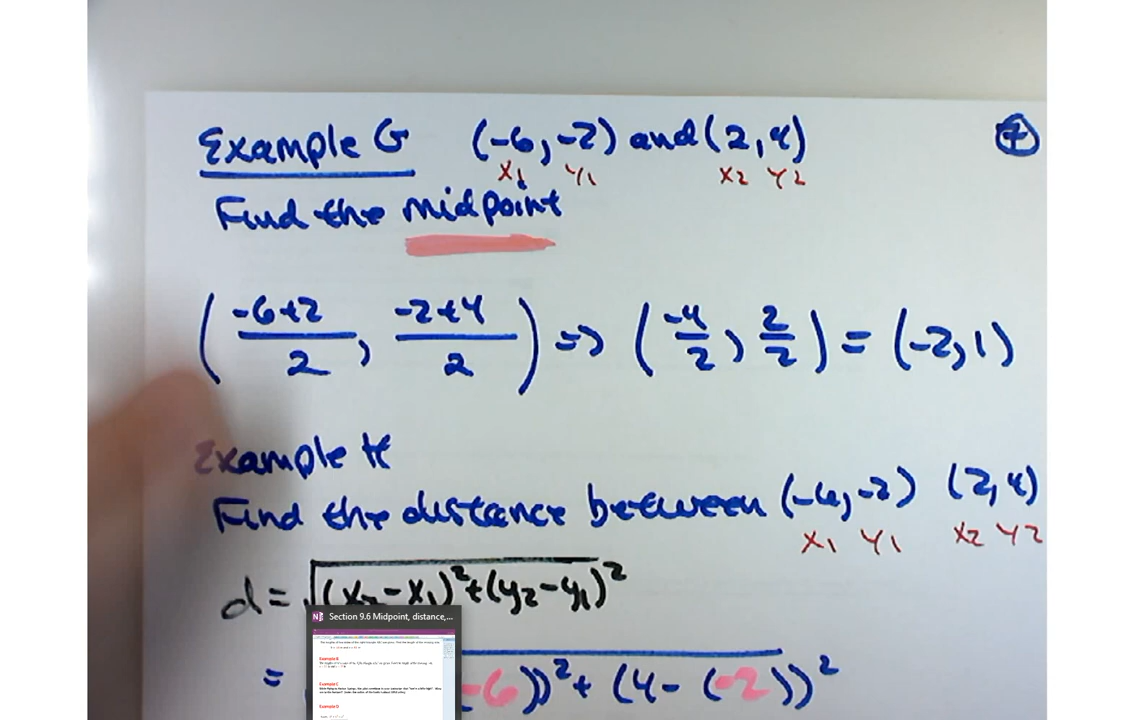 Example G (-6, -2) and (2, 4) 7
X1 Y1 X2 Y2
Find the midpoint
( -6+2 / 2 , -2+4 / 2 ) => ( -4/2 , 2/2 ) = (-2, 1)
Example H
Find the distance between (-6, -2) (2, 4)
X1 Y1 X2 Y2
d = √(x2 - x1)² + (y2 - y1)²
Section 9.6 Midpoint, distance,...
Example B
Example C
Example D
= -6))² + (4 - (-2))²